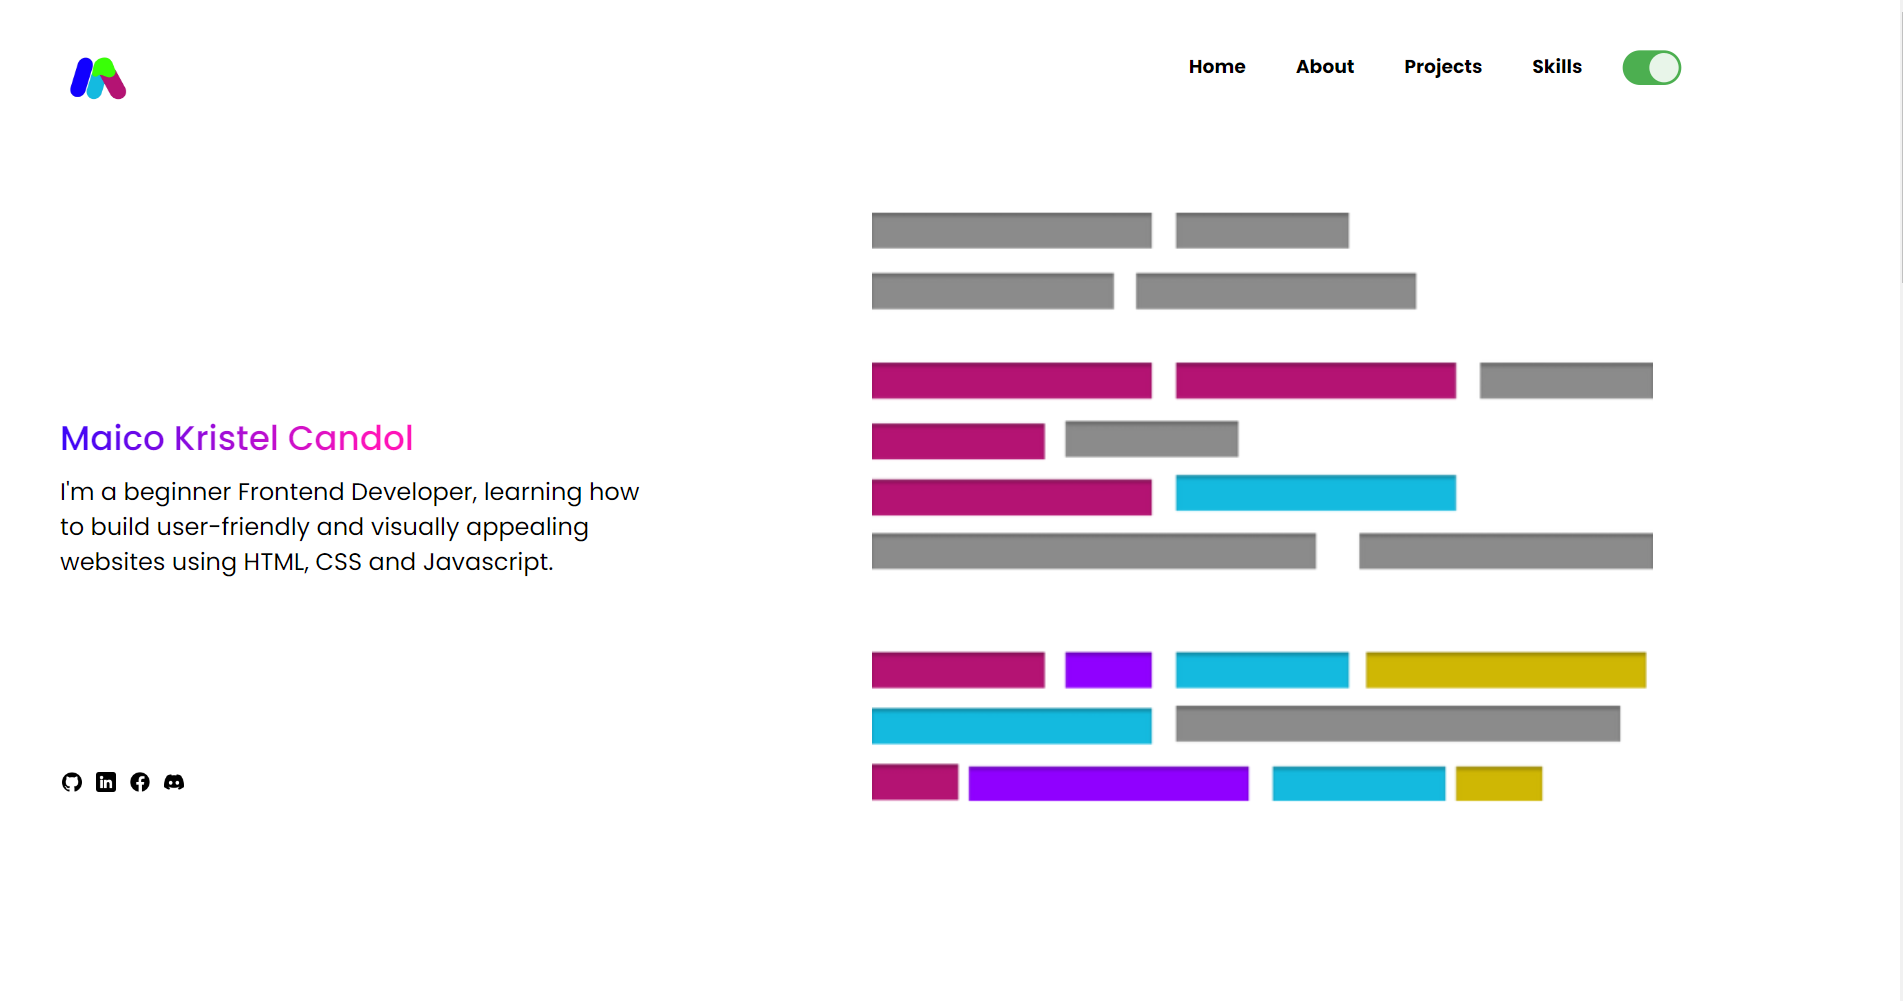 Home About Projects Skills
Maico Kristel Candol
I'm a beginner Frontend Developer, learning how
to build user-friendly and visually appealing
websites using HTML, CSS and Javascript.